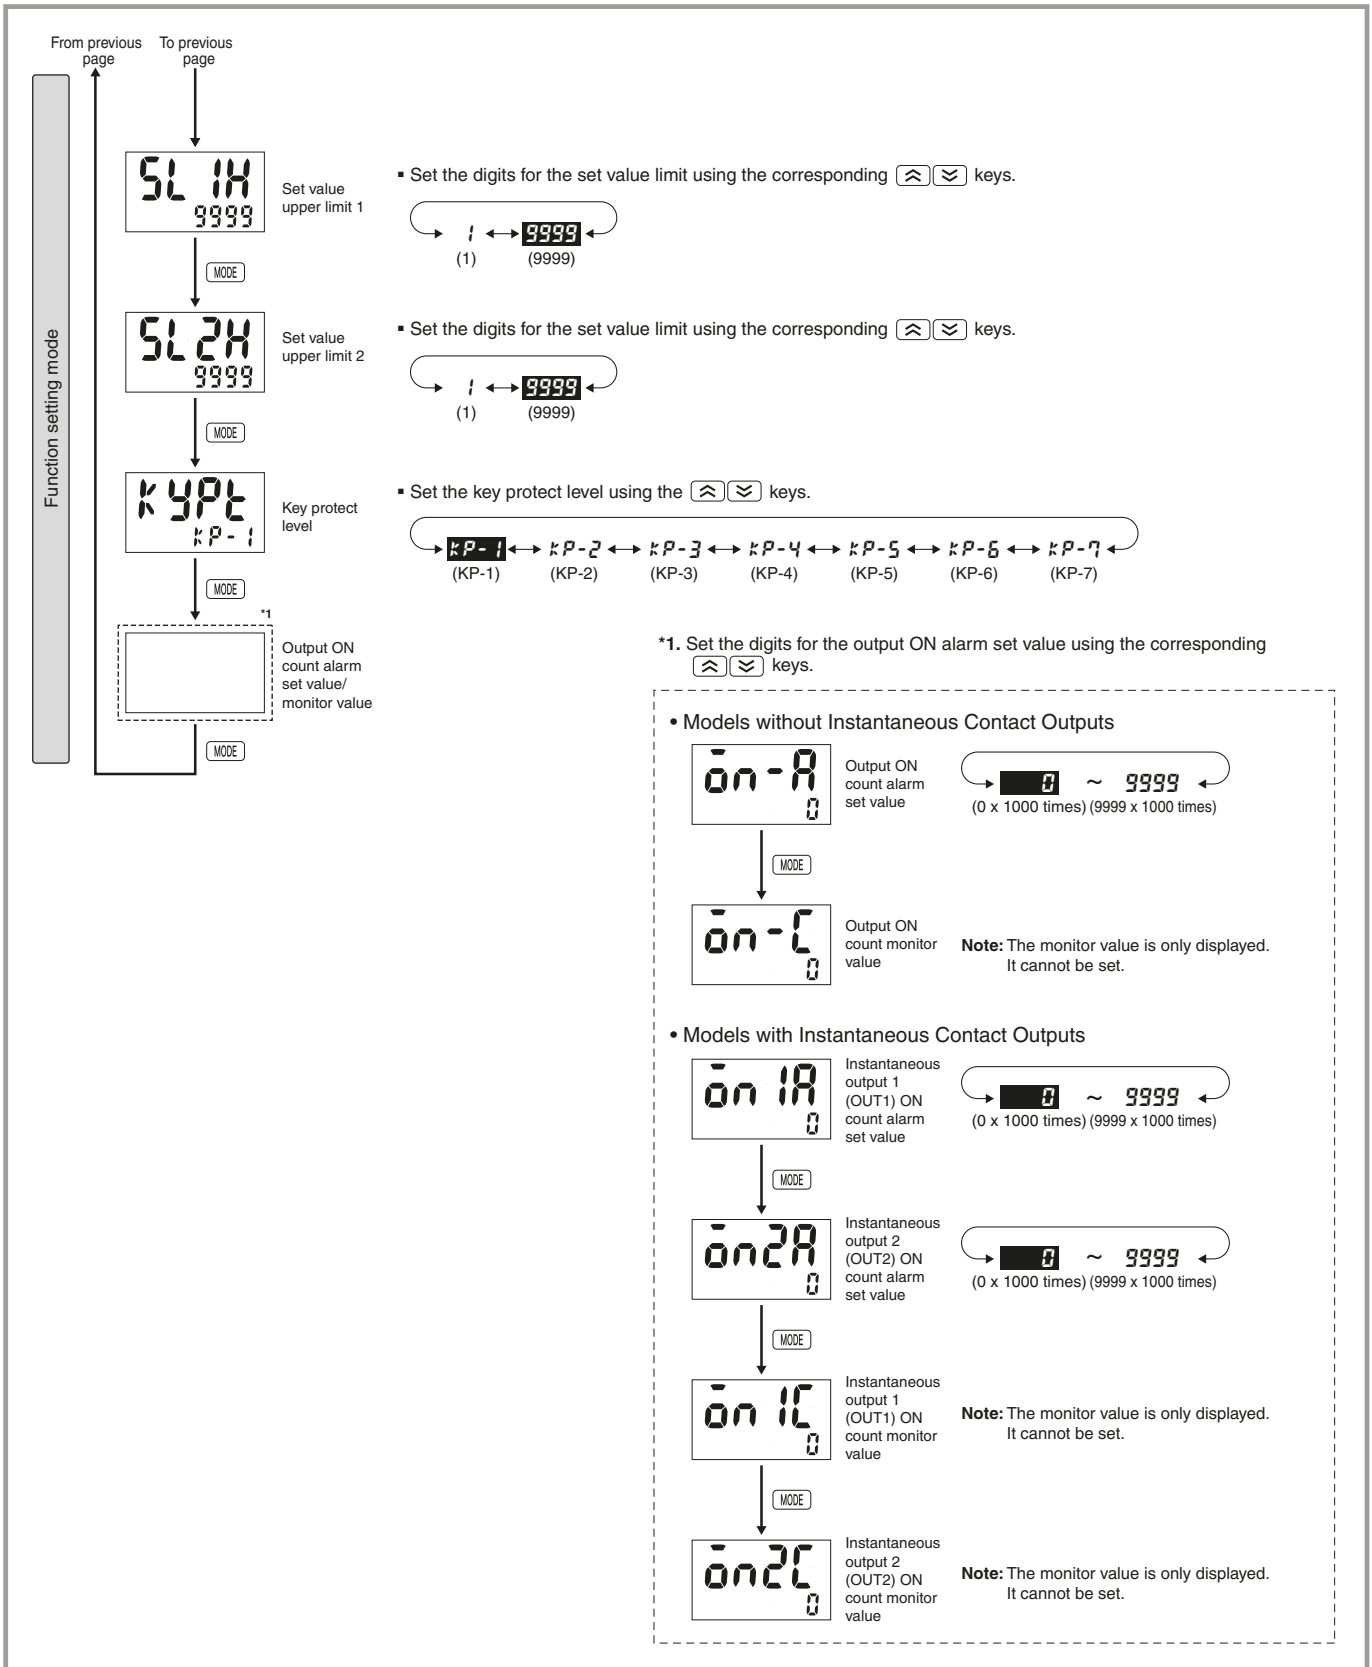 From previous page
To previous page
Function setting mode
SL 1H
9999
Set value
upper limit 1
▪ Set the digits for the set value limit using the corresponding keys.
1 9999
(1) (9999)
MODE
SL2H
9999
Set value
upper limit 2
▪ Set the digits for the set value limit using the corresponding keys.
1 9999
(1) (9999)
MODE
KYPt
KP-1
Key protect
level
▪ Set the key protect level using the keys.
KP-1 KP-2 KP-3 KP-4 KP-5 KP-6 KP-7
(KP-1) (KP-2) (KP-3) (KP-4) (KP-5) (KP-6) (KP-7)
MODE
*1
Output ON
count alarm
set value/
monitor value
MODE
*1. Set the digits for the output ON alarm set value using the corresponding
keys.
• Models without Instantaneous Contact Outputs
on-A
0
Output ON
count alarm
set value
0 ~ 9999
(0 x 1000 times) (9999 x 1000 times)
MODE
on-C
0
Output ON
count monitor
value
Note: The monitor value is only displayed.
It cannot be set.
• Models with Instantaneous Contact Outputs
on 1A
0
Instantaneous
output 1
(OUT1) ON
count alarm
set value
0 ~ 9999
(0 x 1000 times) (9999 x 1000 times)
MODE
on2A
0
Instantaneous
output 2
(OUT2) ON
count alarm
set value
0 ~ 9999
(0 x 1000 times) (9999 x 1000 times)
MODE
on 1C
0
Instantaneous
output 1
(OUT1) ON
count monitor
value
Note: The monitor value is only displayed.
It cannot be set.
MODE
on2C
0
Instantaneous
output 2
(OUT2) ON
count monitor
value
Note: The monitor value is only displayed.
It cannot be set.